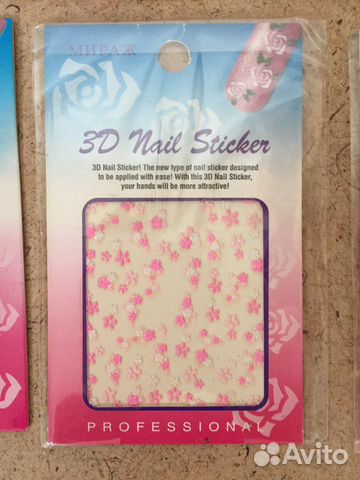 МИРАЖ
3D Nail Sticker
3D Nail Sticker! The new type of nail sticker designed
to be applied with ease! With this 3D Nail Sticker,
your hands will be more attractive!
PROFESSIONAL
Avito